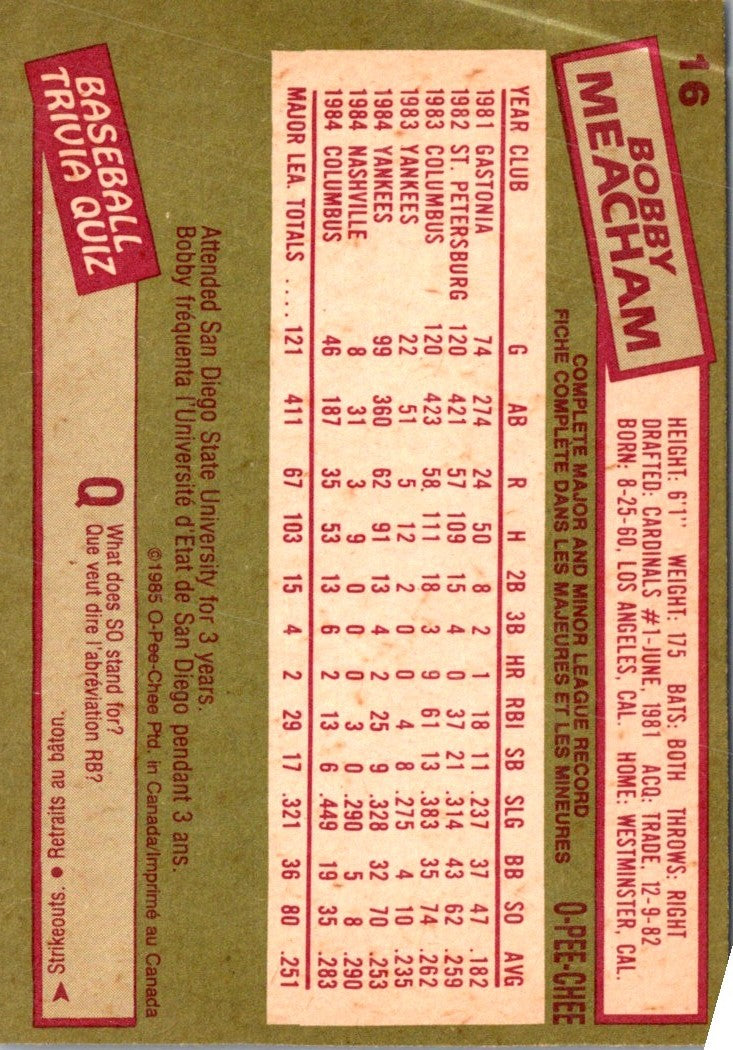 16
BOBBY
MEACHAM
HEIGHT: 6'1" WEIGHT: 175 BATS: BOTH THROWS: RIGHT
DRAFTED: CARDINALS #1-JUNE, 1981 ACQ: TRADE, 12-9-82
BORN: 8-25-60, LOS ANGELES, CAL. HOME: WESTMINSTER, CAL.
COMPLETE MAJOR AND MINOR LEAGUE RECORD
FICHE COMPLÈTE DANS LES MAJEURES ET LES MINEURES
O-PEE-CHEE
YEAR CLUB G AB R H 2B 3B HR RBI SB SLG BB SO AVG
1981 GASTONIA 74 274 24 50 8 2 1 18 11 .237 37 47 .182
1982 ST. PETERSBURG 120 421 57 109 15 4 0 37 21 .314 43 62 .259
1983 COLUMBUS 120 423 58 111 18 3 9 61 13 .383 35 74 .262
1983 YANKEES 22 51 5 12 2 0 0 4 8 .275 4 10 .235
1984 YANKEES 99 360 62 91 13 4 2 25 9 .328 32 70 .253
1984 NASHVILLE 8 31 3 9 0 0 0 3 0 .290 5 8 .290
1984 COLUMBUS 46 187 35 53 13 6 2 13 6 .449 19 35 .283
MAJOR LEA. TOTALS .... 121 411 67 103 15 4 2 29 17 .321 36 80 .251
Attended San Diego State University for 3 years.
Bobby fréquenta l'Université d'Etat de San Diego pendant 3 ans.
©1985 O-Pee-Chee Ptd. in Canada/Imprimé au Canada
BASEBALL
TRIVIA QUIZ
Q What does SO stand for?
Que veut dire l'abréviation RB?
Strikeouts. ● Retraits au bâton.